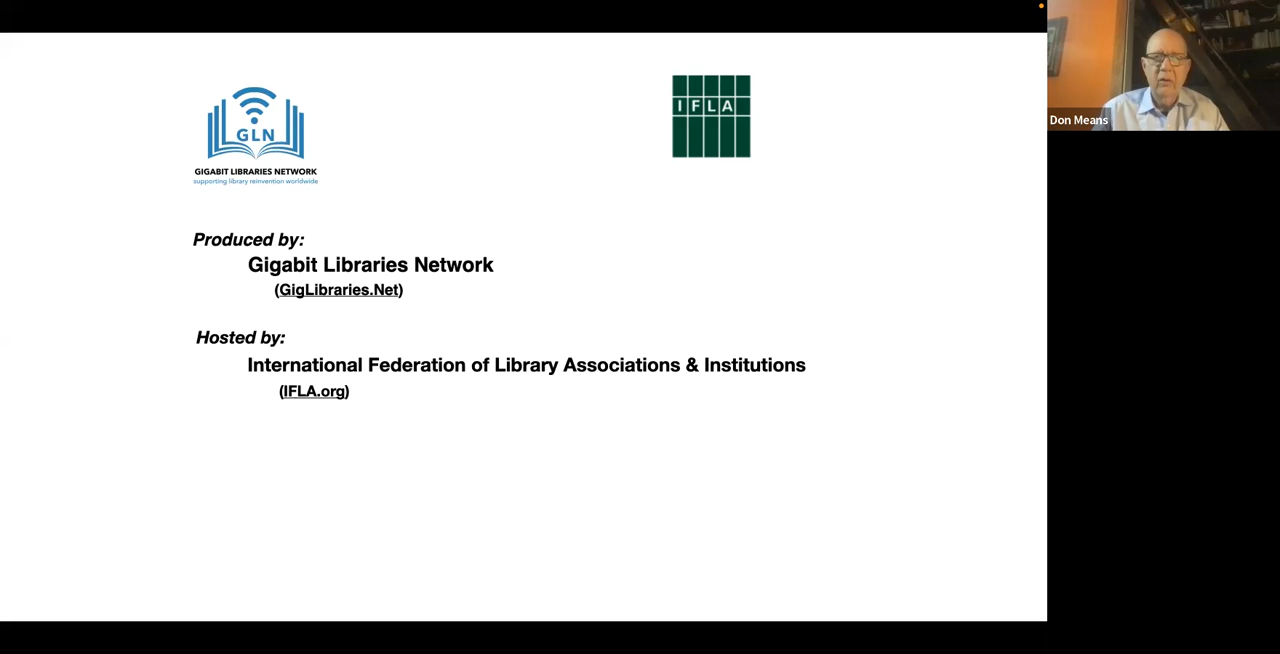 GLN
GIGABIT LIBRARIES NETWORK
supporting library reinvention worldwide
IFLA
Don Means
Produced by:
Gigabit Libraries Network
(GigLibraries.Net)
Hosted by:
International Federation of Library Associations & Institutions
(IFLA.org)